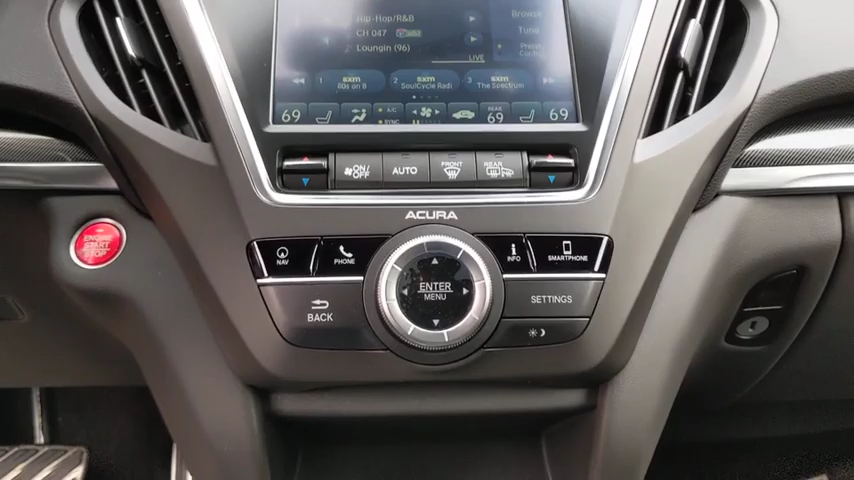 Hip-Hop/R&B
Browse
CH 047
Tune
Loungin (96)
Preset
LIVE
1 sxm
80s on 8
2 sxm
SoulCycle Radi
3 sxm
The Spectrum
69
A/C
SYNC
REAR
69
69
ON/
OFF
AUTO
FRONT
REAR
ACURA
ENGINE
START
STOP
NAV
PHONE
INFO
SMARTPHONE
ENTER
MENU
BACK
SETTINGS